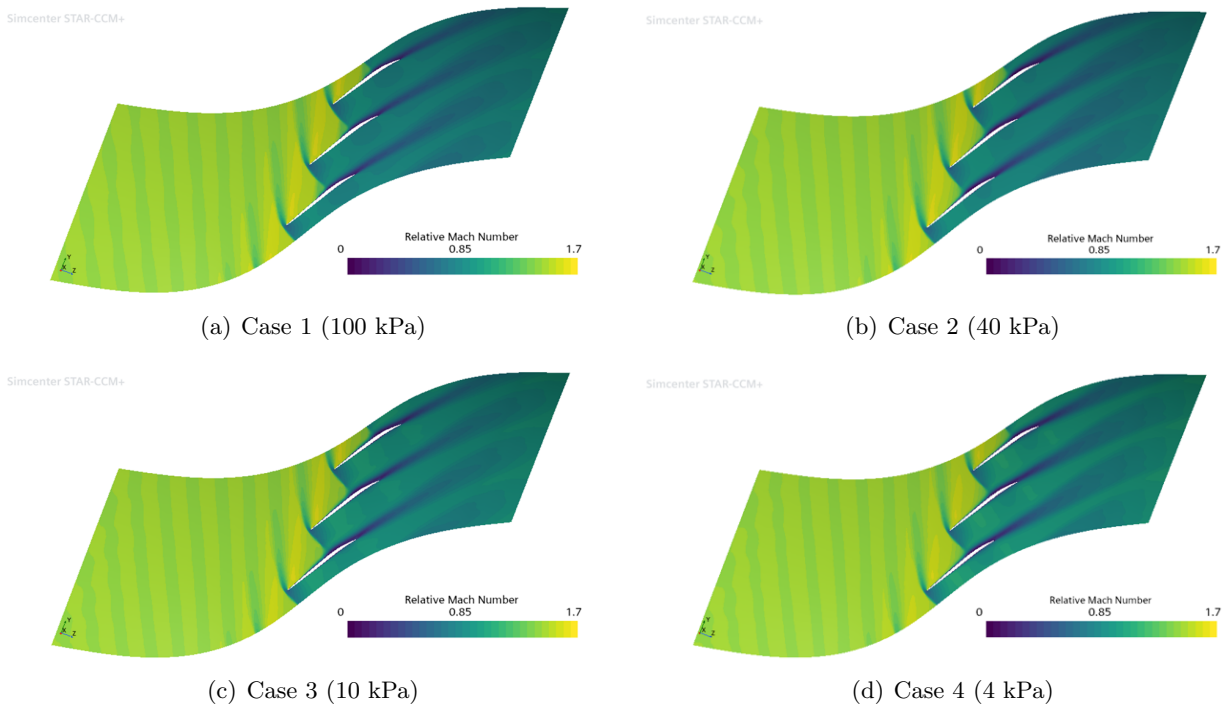 Simcenter STAR-CCM+
Relative Mach Number
0 0.85 1.7
Y
X Z
(a) Case 1 (100 kPa)
Simcenter STAR-CCM+
Relative Mach Number
0 0.85 1.7
Y
X Z
(b) Case 2 (40 kPa)
Simcenter STAR-CCM+
Relative Mach Number
0 0.85 1.7
Y
X Z
(c) Case 3 (10 kPa)
Simcenter STAR-CCM+
Relative Mach Number
0 0.85 1.7
Y
X Z
(d) Case 4 (4 kPa)